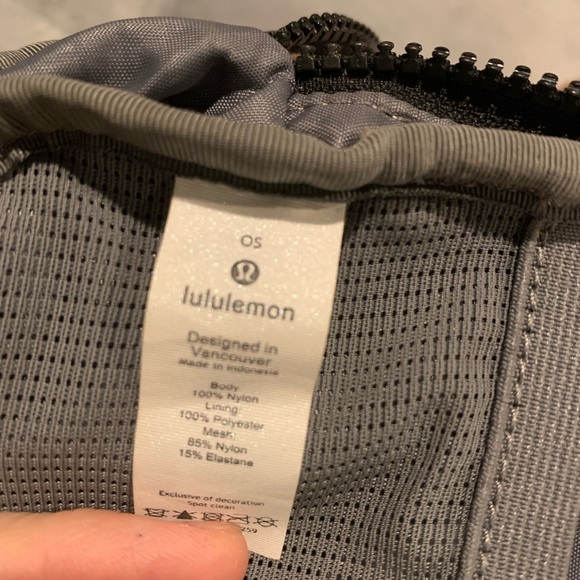 OS
lululemon
Designed in
Vancouver
Made in Indonesia
Body
100% Nylon
Lining:
100% Polyester
Mesh:
85% Nylon
15% Elastane
Exclusive of decoration
Spot clean
259